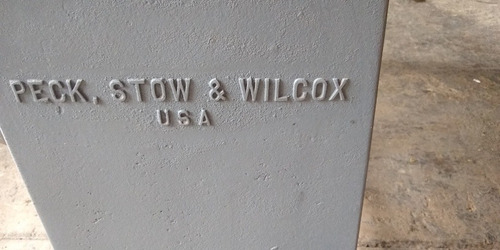 PECK, STOW & WILCOX
USA